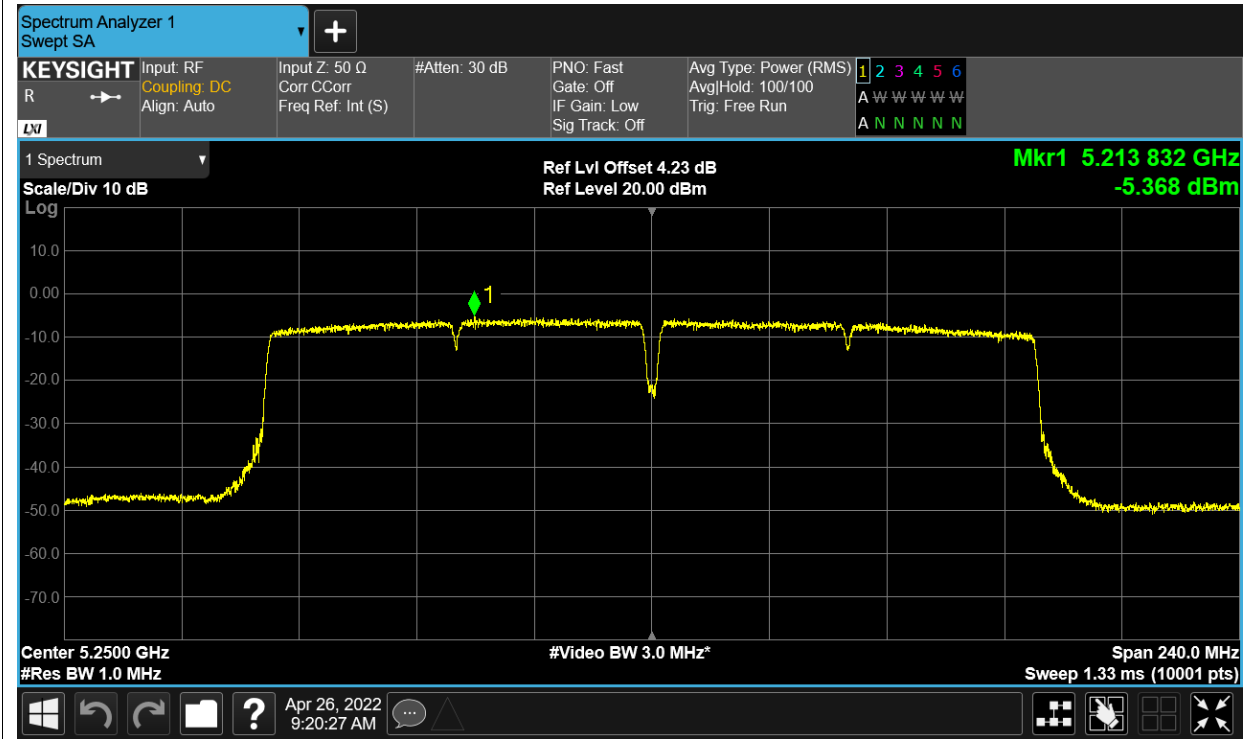 Spectrum Analyzer 1
Swept SA
+
KEYSIGHT
R
LXI
Input: RF
Coupling: DC
Align: Auto
Input Z: 50 Ω
Corr CCorr
Freq Ref: Int (S)
#Atten: 30 dB
PNO: Fast
Gate: Off
IF Gain: Low
Sig Track: Off
Avg Type: Power (RMS)
Avg|Hold: 100/100
Trig: Free Run
1 2 3 4 5 6
A W W W W W
A N N N N N
1 Spectrum
Scale/Div 10 dB
Log
Ref Lvl Offset 4.23 dB
Ref Level 20.00 dBm
Mkr1 5.213 832 GHz
-5.368 dBm
10.0
0.00
-10.0
-20.0
-30.0
-40.0
-50.0
-60.0
-70.0
1
Center 5.2500 GHz
#Res BW 1.0 MHz
#Video BW 3.0 MHz*
Span 240.0 MHz
Sweep 1.33 ms (10001 pts)
?
Apr 26, 2022
9:20:27 AM